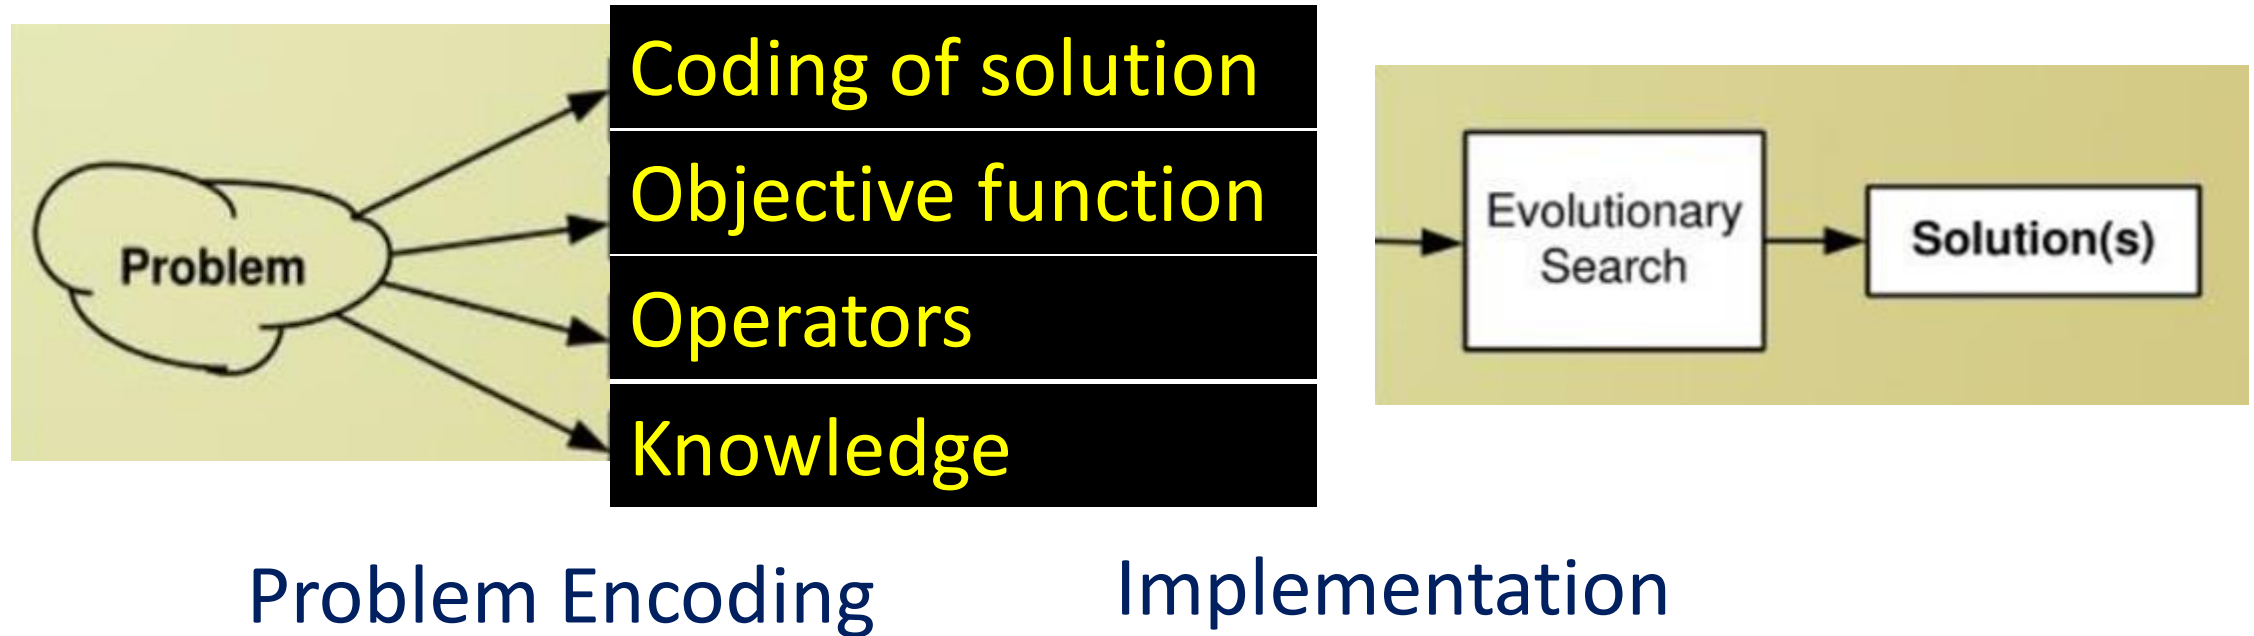 Problem
Coding of solution
Objective function
Operators
Knowledge
Evolutionary
Search
Solution(s)
Problem Encoding
Implementation